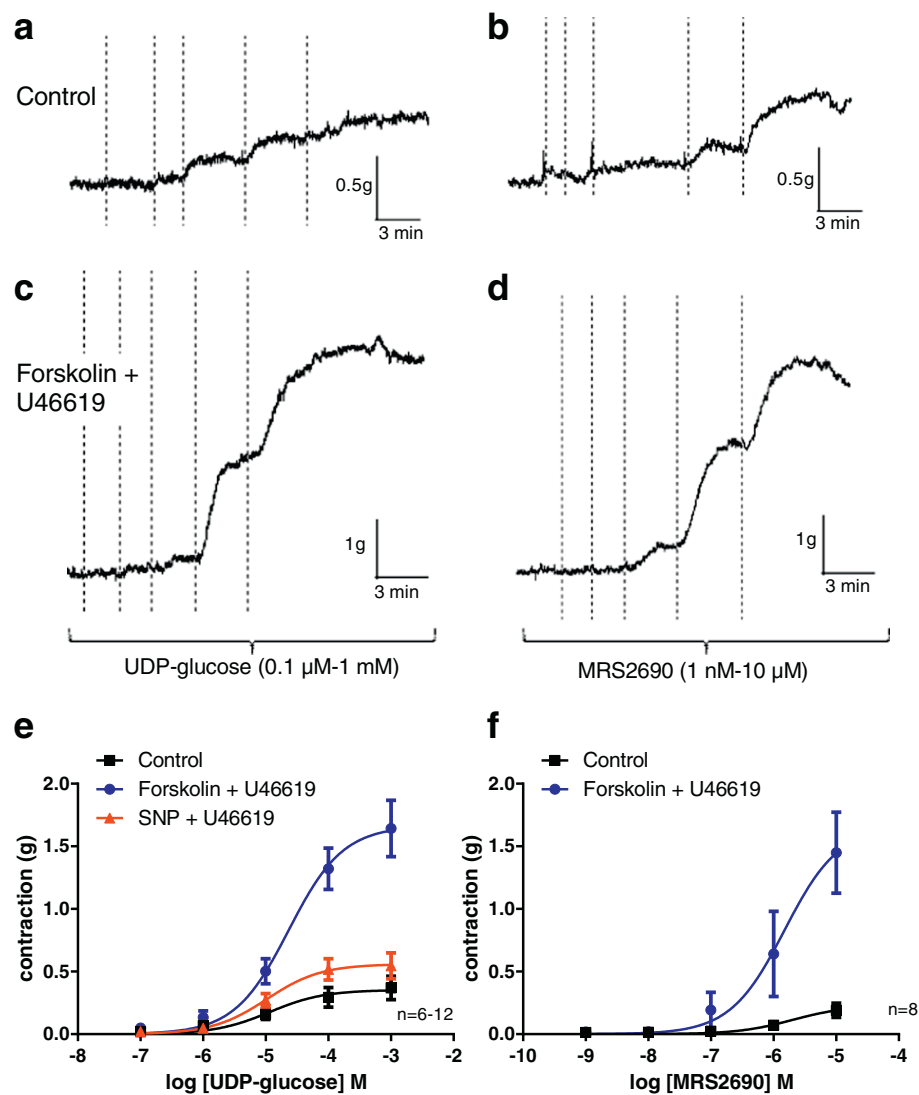 a
b
Control
0.5g
3 min
0.5g
3 min
c
d
Forskolin +
U46619
1g
3 min
1g
3 min
UDP-glucose (0.1 µM-1 mM)
MRS2690 (1 nM-10 µM)
e
Control
Forskolin + U46619
SNP + U46619
2.0
1.5
1.0
0.5
0.0
contraction (g)
n=6-12
-8 -7 -6 -5 -4 -3 -2
log [UDP-glucose] M
f
Control
Forskolin + U46619
2.0
1.5
1.0
0.5
0.0
contraction (g)
n=8
-10 -9 -8 -7 -6 -5 -4
log [MRS2690] M